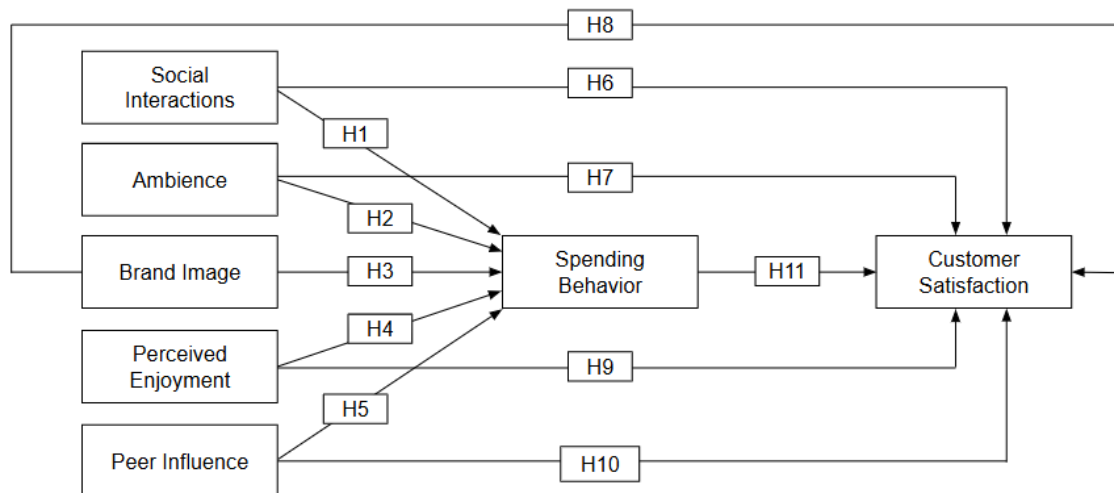 H8
Social
Interactions
H6
H1
Ambience
H7
H2
Brand Image
H3
Spending
Behavior
H11
Customer
Satisfaction
H4
Perceived
Enjoyment
H9
H5
Peer Influence
H10